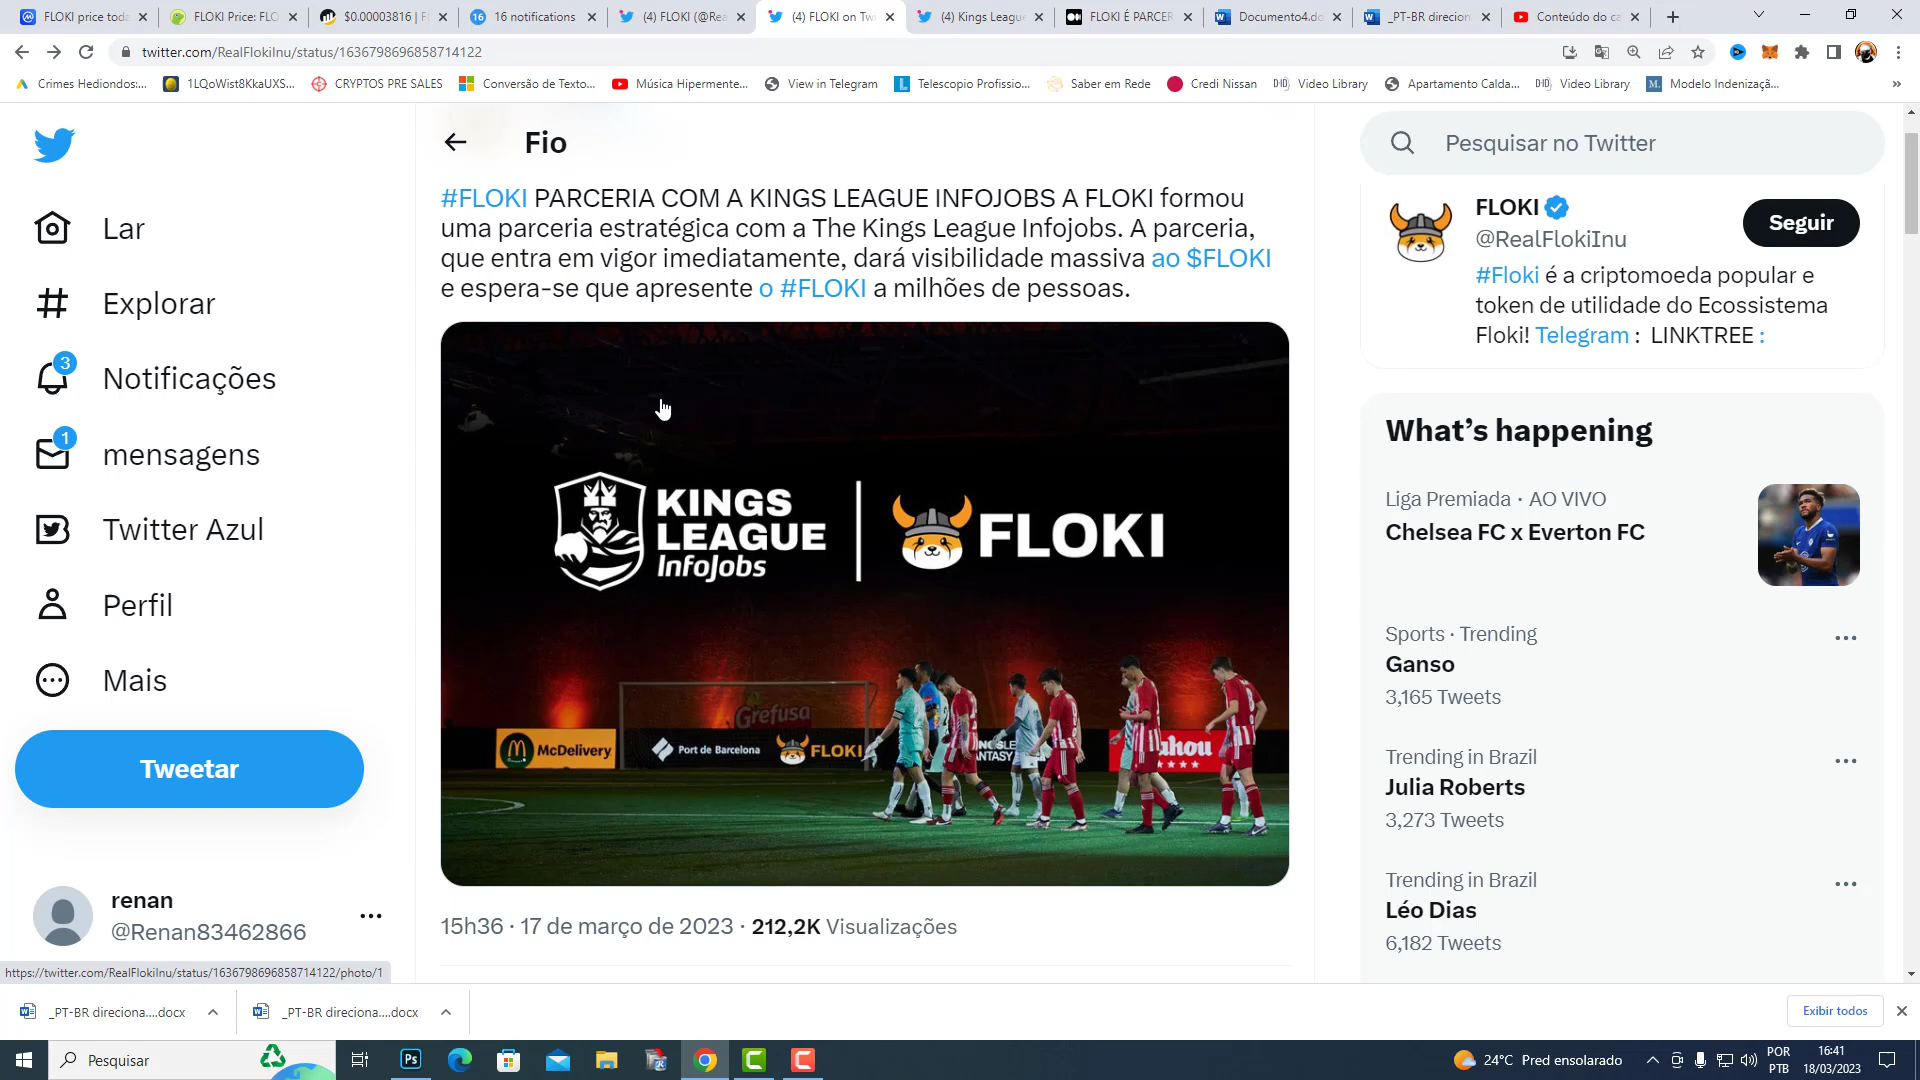 FLOKI price toda
FLOKI Price: FLO
$0.00003816 | F
16 notifications
(4) FLOKI (@Rea
(4) FLOKI on Tw
(4) Kings League
FLOKI É PARCER
Documento4.do
_PT-BR direcion
Conteúdo do ca
twitter.com/RealFlokiInu/status/1636798696858714122
Crimes Hediondos:...
1LQoWist8KkaUXS...
CRYPTOS PRE SALES
Conversão de Texto...
Música Hipermente...
View in Telegram
Telescopio Profissio...
Saber em Rede
Credi Nissan
Video Library
Apartamento Calda...
Video Library
Modelo Indenizaçã...
»
Lar
Explorar
3
Notificações
1
mensagens
Twitter Azul
Perfil
Mais
Tweetar
renan
@Renan83462866
https://twitter.com/RealFlokiInu/status/1636798696858714122/photo/1
Fio
#FLOKI PARCERIA COM A KINGS LEAGUE INFOJOBS A FLOKI formou
uma parceria estratégica com a The Kings League Infojobs. A parceria,
que entra em vigor imediatamente, dará visibilidade massiva ao $FLOKI
e espera-se que apresente o #FLOKI a milhões de pessoas.
KINGS
LEAGUE
InfoJobs
FLOKI
Grefusa
McDelivery
Port de Barcelona
FLOKI
15h36 · 17 de março de 2023 · 212,2K Visualizações
Pesquisar no Twitter
FLOKI
@RealFlokiInu
Seguir
#Floki é a criptomoeda popular e
token de utilidade do Ecossistema
Floki! Telegram : LINKTREE :
What's happening
Liga Premiada · AO VIVO
Chelsea FC x Everton FC
Sports · Trending
Ganso
3,165 Tweets
Trending in Brazil
Julia Roberts
3,273 Tweets
Trending in Brazil
Léo Dias
6,182 Tweets
_PT-BR direciona....docx
_PT-BR direciona....docx
Exibir todos
Pesquisar
Ps
24°C Pred ensolarado
POR
PTB
16:41
18/03/2023